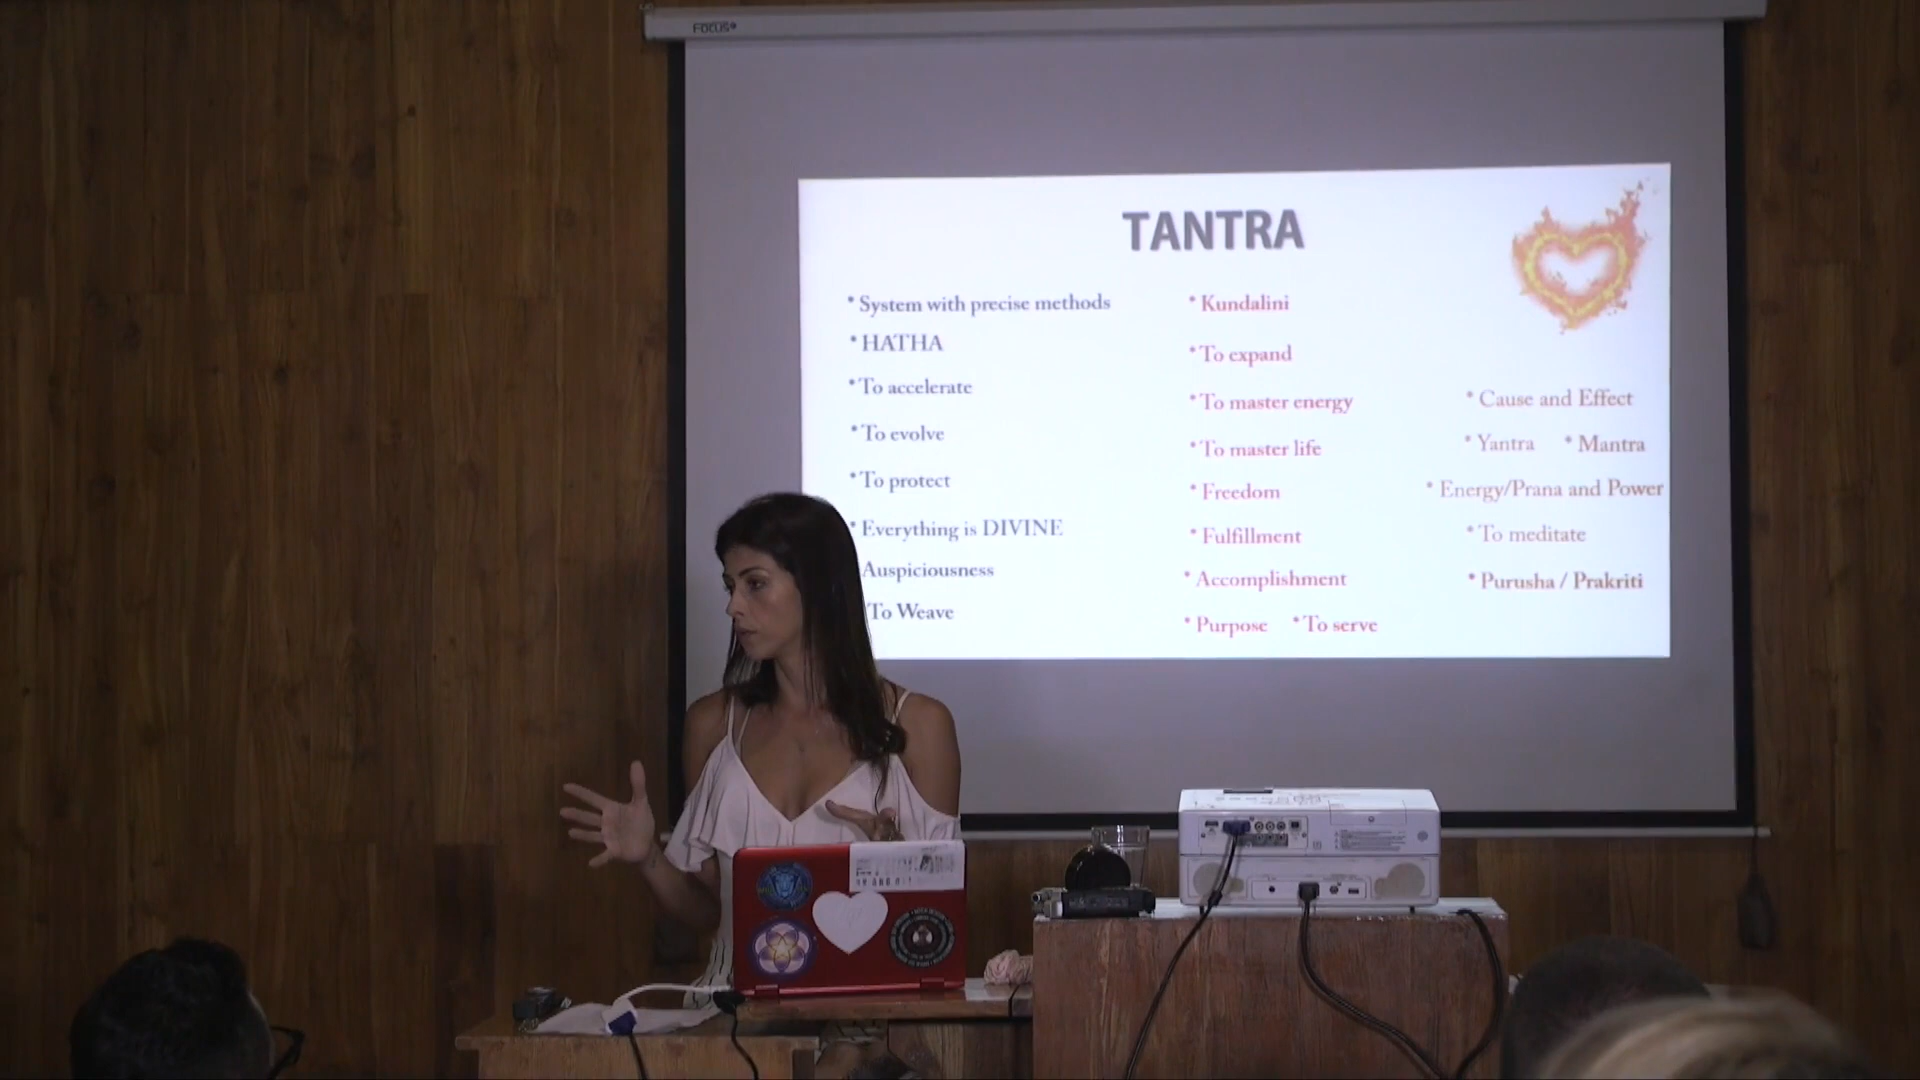 FOCUS
TANTRA
* System with precise methods
* HATHA
* To accelerate
* To evolve
* To protect
* Everything is DIVINE
Auspiciousness
To Weave
* Kundalini
* To expand
* To master energy
* To master life
* Freedom
* Fulfillment
* Accomplishment
* Purpose * To serve
* Cause and Effect
* Yantra * Mantra
* Energy/Prana and Power
* To meditate
* Purusha / Prakriti